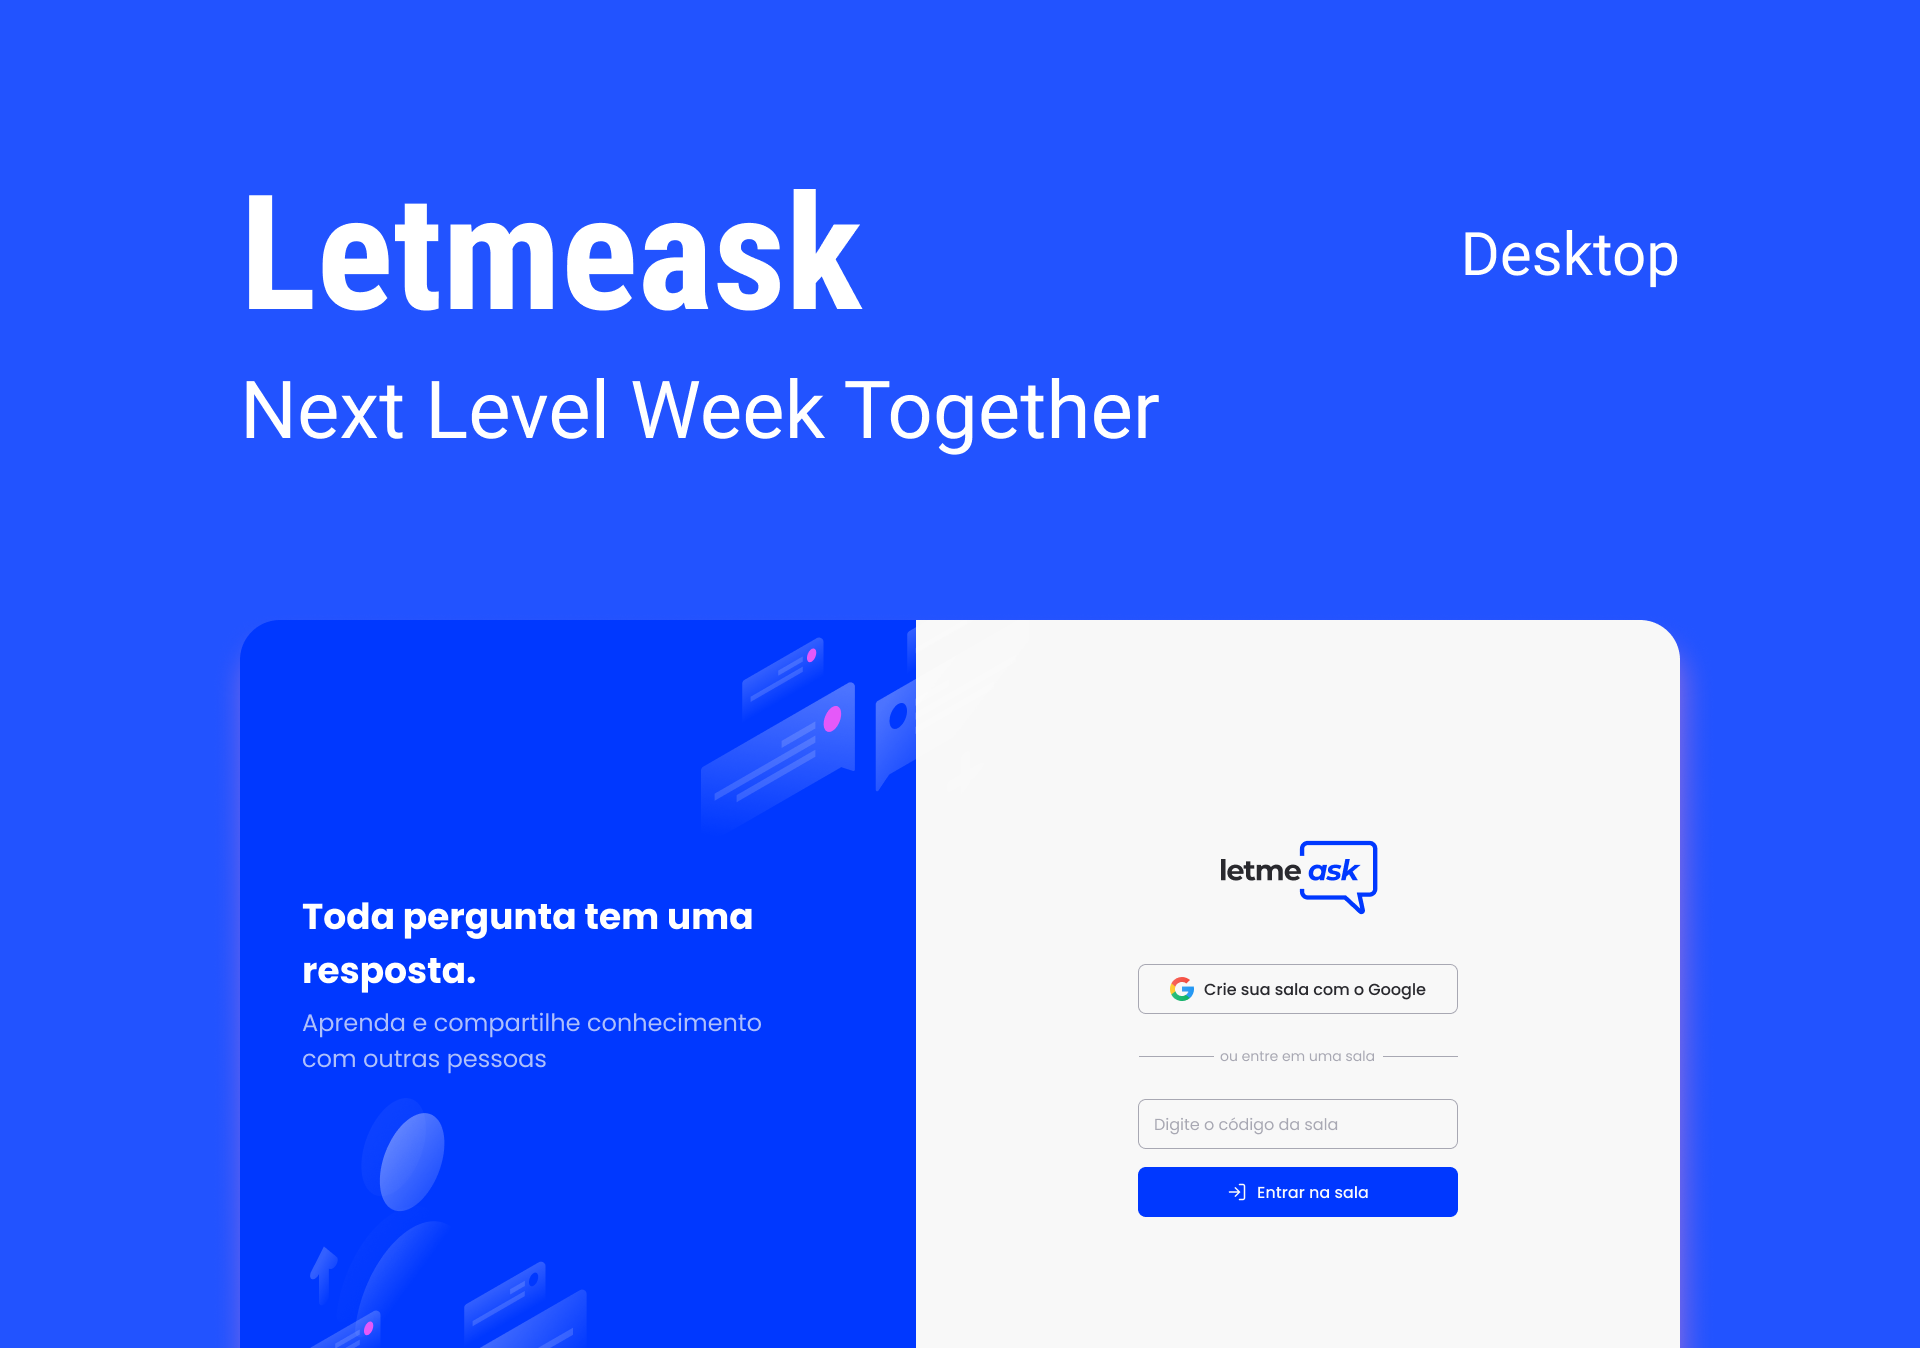 Letmeask
Desktop
Next Level Week Together
Toda pergunta tem uma
resposta.
Aprenda e compartilhe conhecimento
com outras pessoas
letme ask
Crie sua sala com o Google
ou entre em uma sala
Digite o código da sala
Entrar na sala